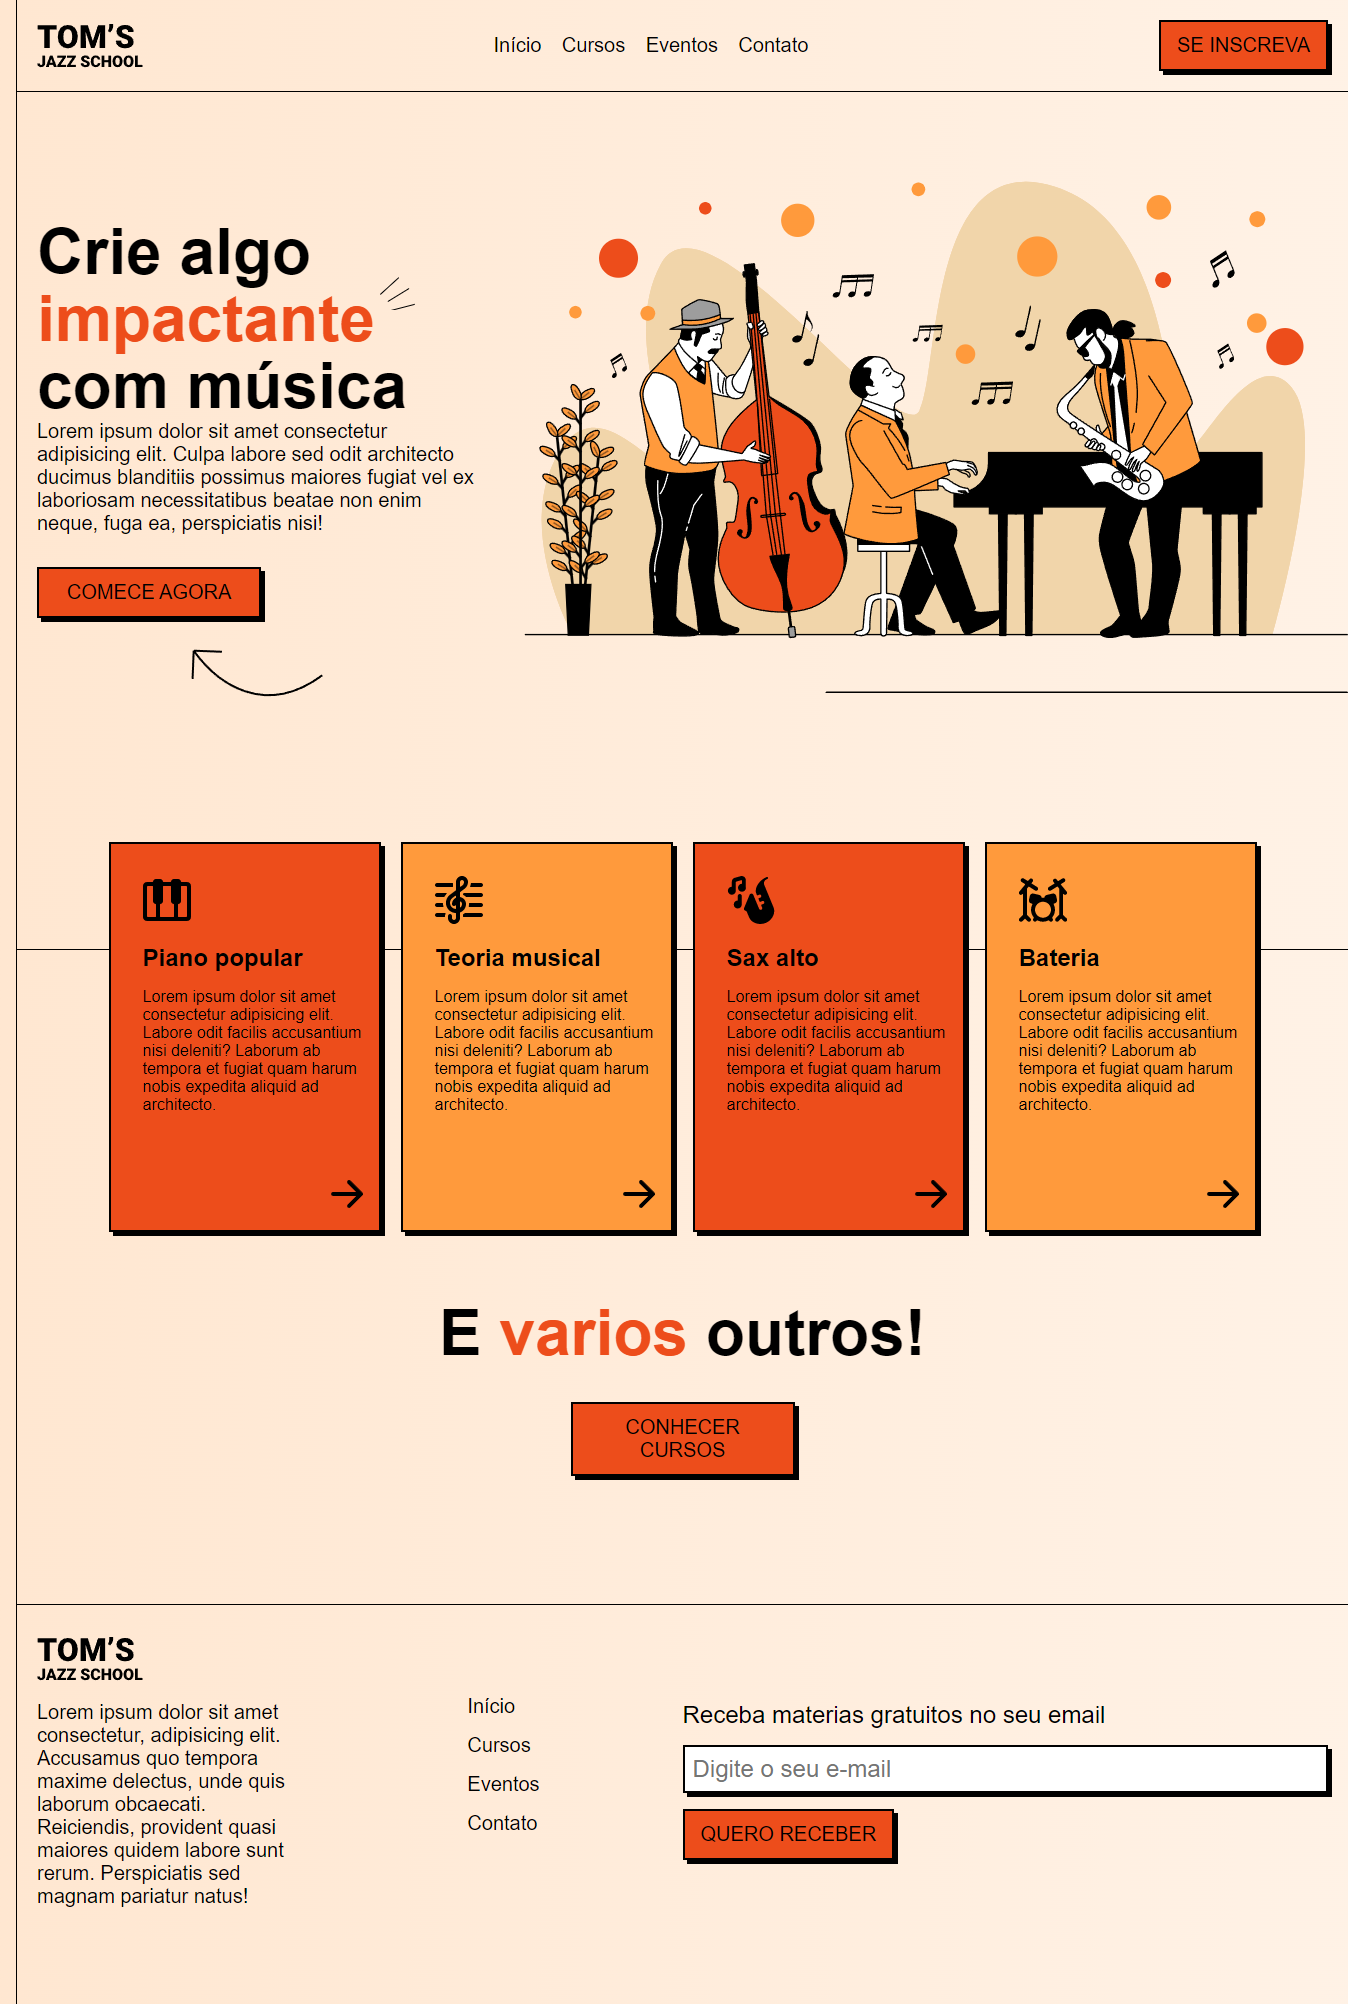 TOM'S
JAZZ SCHOOL
Início Cursos Eventos Contato
SE INSCREVA
Crie algo
impactante
com música
Lorem ipsum dolor sit amet consectetur
adipisicing elit. Culpa labore sed odit architecto
ducimus blanditiis possimus maiores fugiat vel ex
laboriosam necessitatibus beatae non enim
neque, fuga ea, perspiciatis nisi!
COMECE AGORA
Piano popular
Lorem ipsum dolor sit amet
consectetur adipisicing elit.
Labore odit facilis accusantium
nisi deleniti? Laborum ab
tempora et fugiat quam harum
nobis expedita aliquid ad
architecto.
Teoria musical
Lorem ipsum dolor sit amet
consectetur adipisicing elit.
Labore odit facilis accusantium
nisi deleniti? Laborum ab
tempora et fugiat quam harum
nobis expedita aliquid ad
architecto.
Sax alto
Lorem ipsum dolor sit amet
consectetur adipisicing elit.
Labore odit facilis accusantium
nisi deleniti? Laborum ab
tempora et fugiat quam harum
nobis expedita aliquid ad
architecto.
Bateria
Lorem ipsum dolor sit amet
consectetur adipisicing elit.
Labore odit facilis accusantium
nisi deleniti? Laborum ab
tempora et fugiat quam harum
nobis expedita aliquid ad
architecto.
E varios outros!
CONHECER
CURSOS
TOM'S
JAZZ SCHOOL
Lorem ipsum dolor sit amet
consectetur, adipisicing elit.
Accusamus quo tempora
maxime delectus, unde quis
laborum obcaecati.
Reiciendis, provident quasi
maiores quidem labore sunt
rerum. Perspiciatis sed
magnam pariatur natus!
Início
Cursos
Eventos
Contato
Receba materias gratuitos no seu email
Digite o seu e-mail
QUERO RECEBER